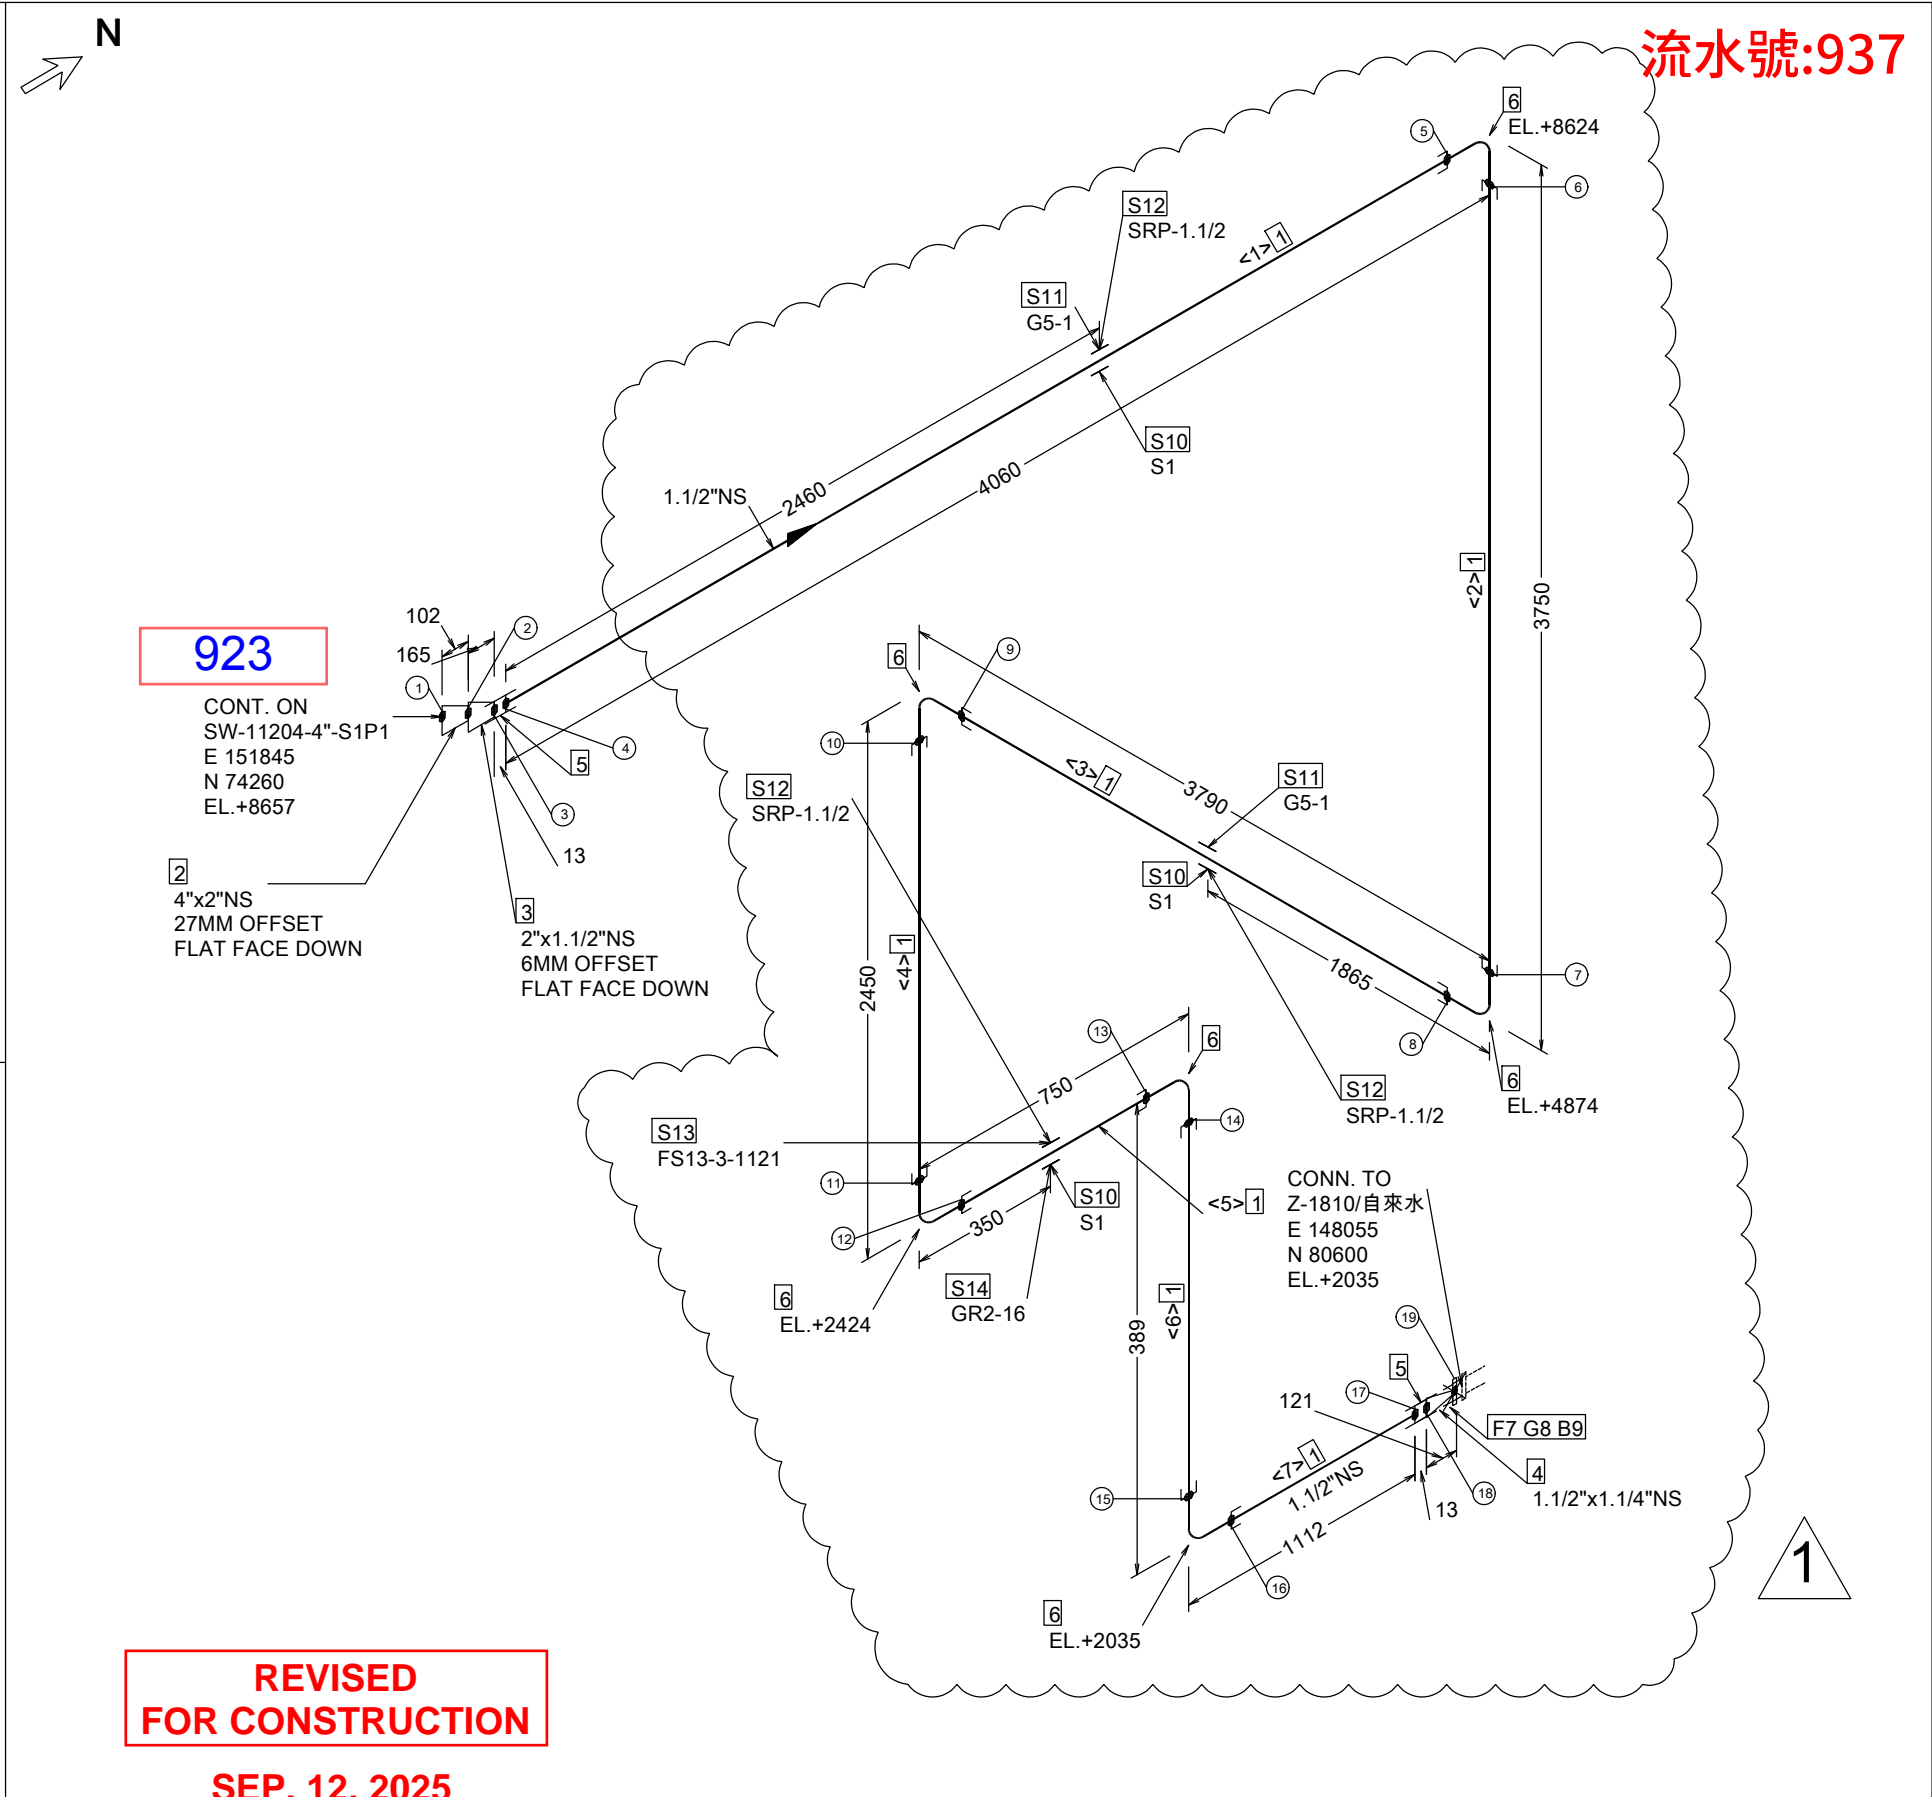 N
流水號:937
6
EL.+8624
5
6
S12
SRP-1.1/2
<1>1
S11
G5-1
S10
S1
2460
4060
1.1/2"NS
<2>1
3750
102
165
2
923
1
CONT. ON
SW-11204-4"-S1P1
E 151845
N 74260
EL.+8657
4
5
3
13
2
4"x2"NS
27MM OFFSET
FLAT FACE DOWN
3
2"x1.1/2"NS
6MM OFFSET
FLAT FACE DOWN
6
9
10
S12
SRP-1.1/2
<3>1
3790
S11
G5-1
S10
S1
1865
<4>1
2450
7
8
S12
SRP-1.1/2
6
EL.+4874
13
6
750
14
S13
FS13-3-1121
11
12
350
S10
S1
<5>1
S14
GR2-16
6
EL.+2424
389
<6>1
CONN. TO
Z-1810/自來水
E 148055
N 80600
EL.+2035
19
5
17
121
F7 G8 B9
4
1.1/2"x1.1/4"NS
18
13
<7>1
1.1/2"NS
1112
15
16
6
EL.+2035
1
REVISED
FOR CONSTRUCTION
SEP. 12. 2025